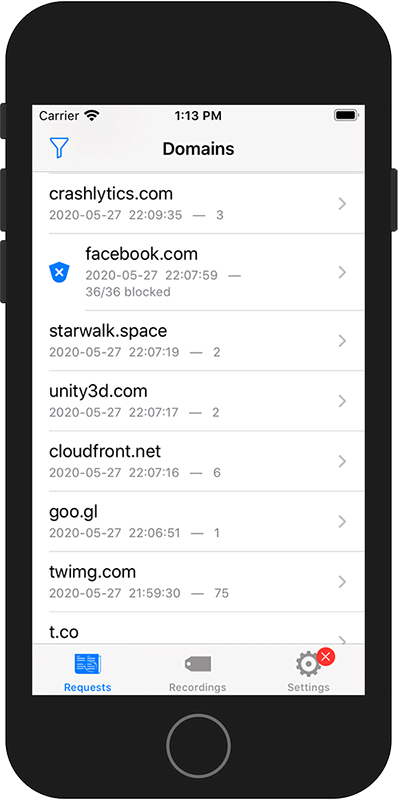 Carrier 1:13 PM
Domains
crashlytics.com
2020-05-27 22:09:35 — 3
facebook.com
2020-05-27 22:07:59 —
36/36 blocked
starwalk.space
2020-05-27 22:07:19 — 2
unity3d.com
2020-05-27 22:07:17 — 2
cloudfront.net
2020-05-27 22:07:16 — 6
goo.gl
2020-05-27 22:06:51 — 1
twimg.com
2020-05-27 21:59:30 — 75
t.co
Requests Recordings Settings